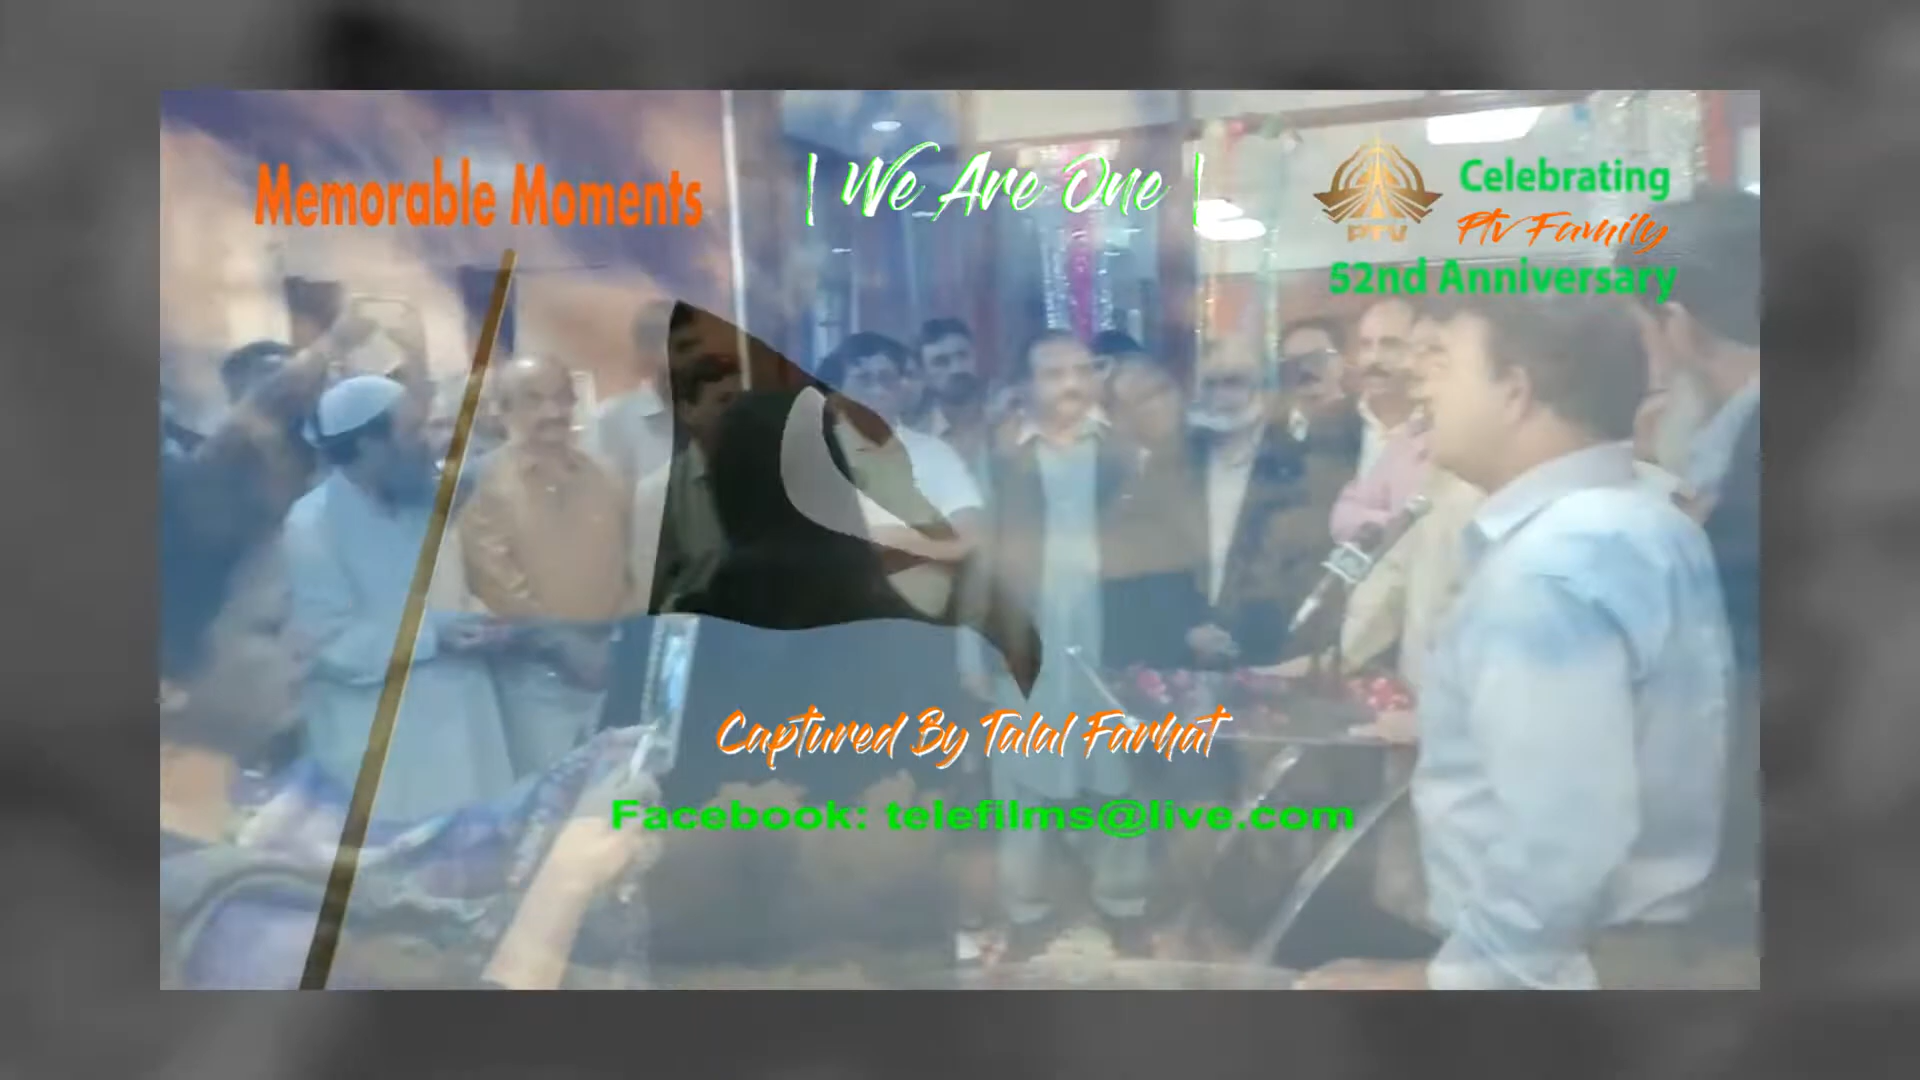 Memorable Moments
| We Are One |
PTV
Celebrating
Ptv Family
52nd Anniversary
Captured By Talal Farhat
Facebook: telefilms@live.com